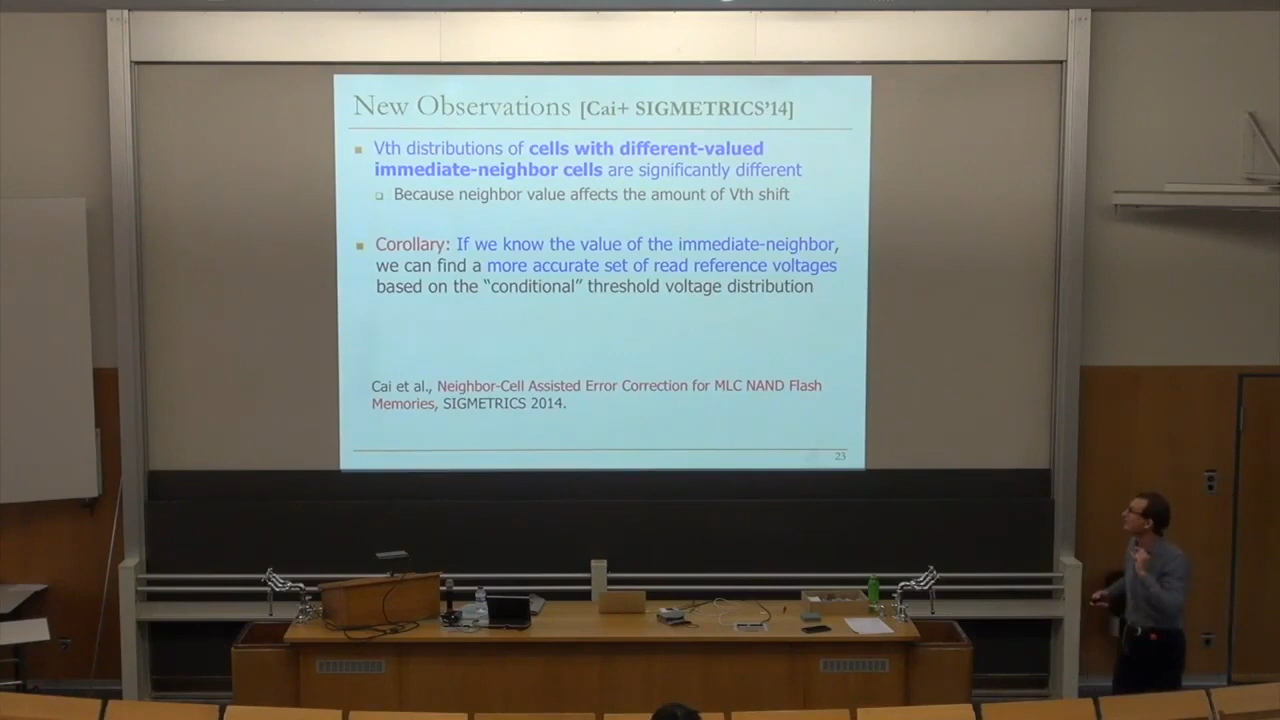 New Observations [Cai+ SIGMETRICS'14]
Vth distributions of cells with different-valued
immediate-neighbor cells are significantly different
Because neighbor value affects the amount of Vth shift
Corollary: If we know the value of the immediate-neighbor,
we can find a more accurate set of read reference voltages
based on the “conditional” threshold voltage distribution
Cai et al., Neighbor-Cell Assisted Error Correction for MLC NAND Flash
Memories, SIGMETRICS 2014.
23